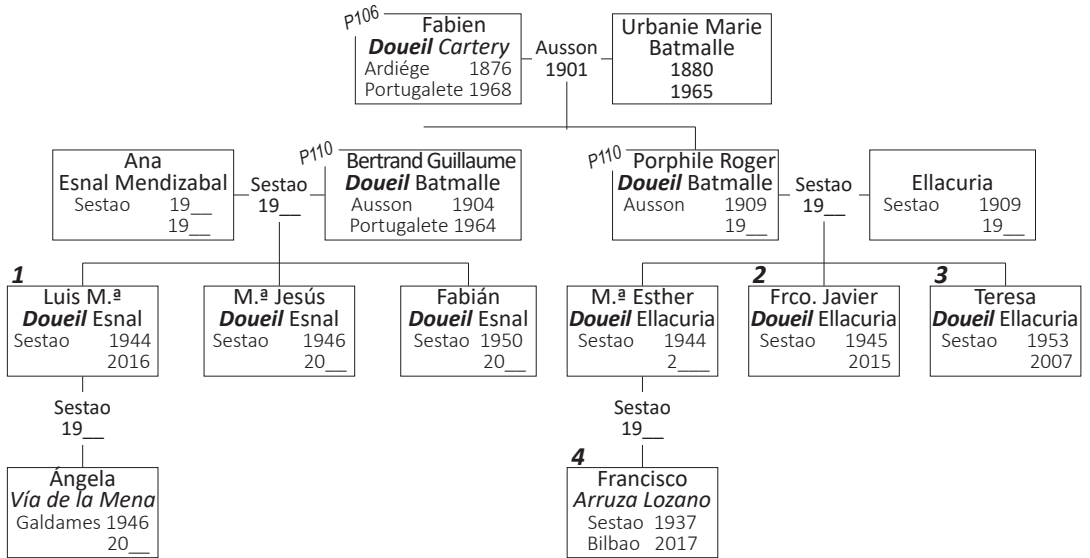 P106
Fabien
Doueil Cartery
Ardiége 1876
Portugalete 1968
Ausson
1901
Urbanie Marie
Batmalle
1880
1965
Ana
Esnal Mendizabal
Sestao 19__
19__
Sestao
19__
P110
Bertrand Guillaume
Doueil Batmalle
Ausson 1904
Portugalete 1964
P110
Porphile Roger
Doueil Batmalle
Ausson 1909
19__
Sestao
19__
Ellacuria
Sestao 1909
19__
1
Luis M.ª
Doueil Esnal
Sestao 1944
2016
M.ª Jesús
Doueil Esnal
Sestao 1946
20__
Fabián
Doueil Esnal
Sestao 1950
20__
M.ª Esther
Doueil Ellacuria
Sestao 1944
2___
2
Frco. Javier
Doueil Ellacuria
Sestao 1945
2015
3
Teresa
Doueil Ellacuria
Sestao 1953
2007
Sestao
19__
Ángela
Vía de la Mena
Galdames 1946
20__
Sestao
19__
4
Francisco
Arruza Lozano
Sestao 1937
Bilbao 2017